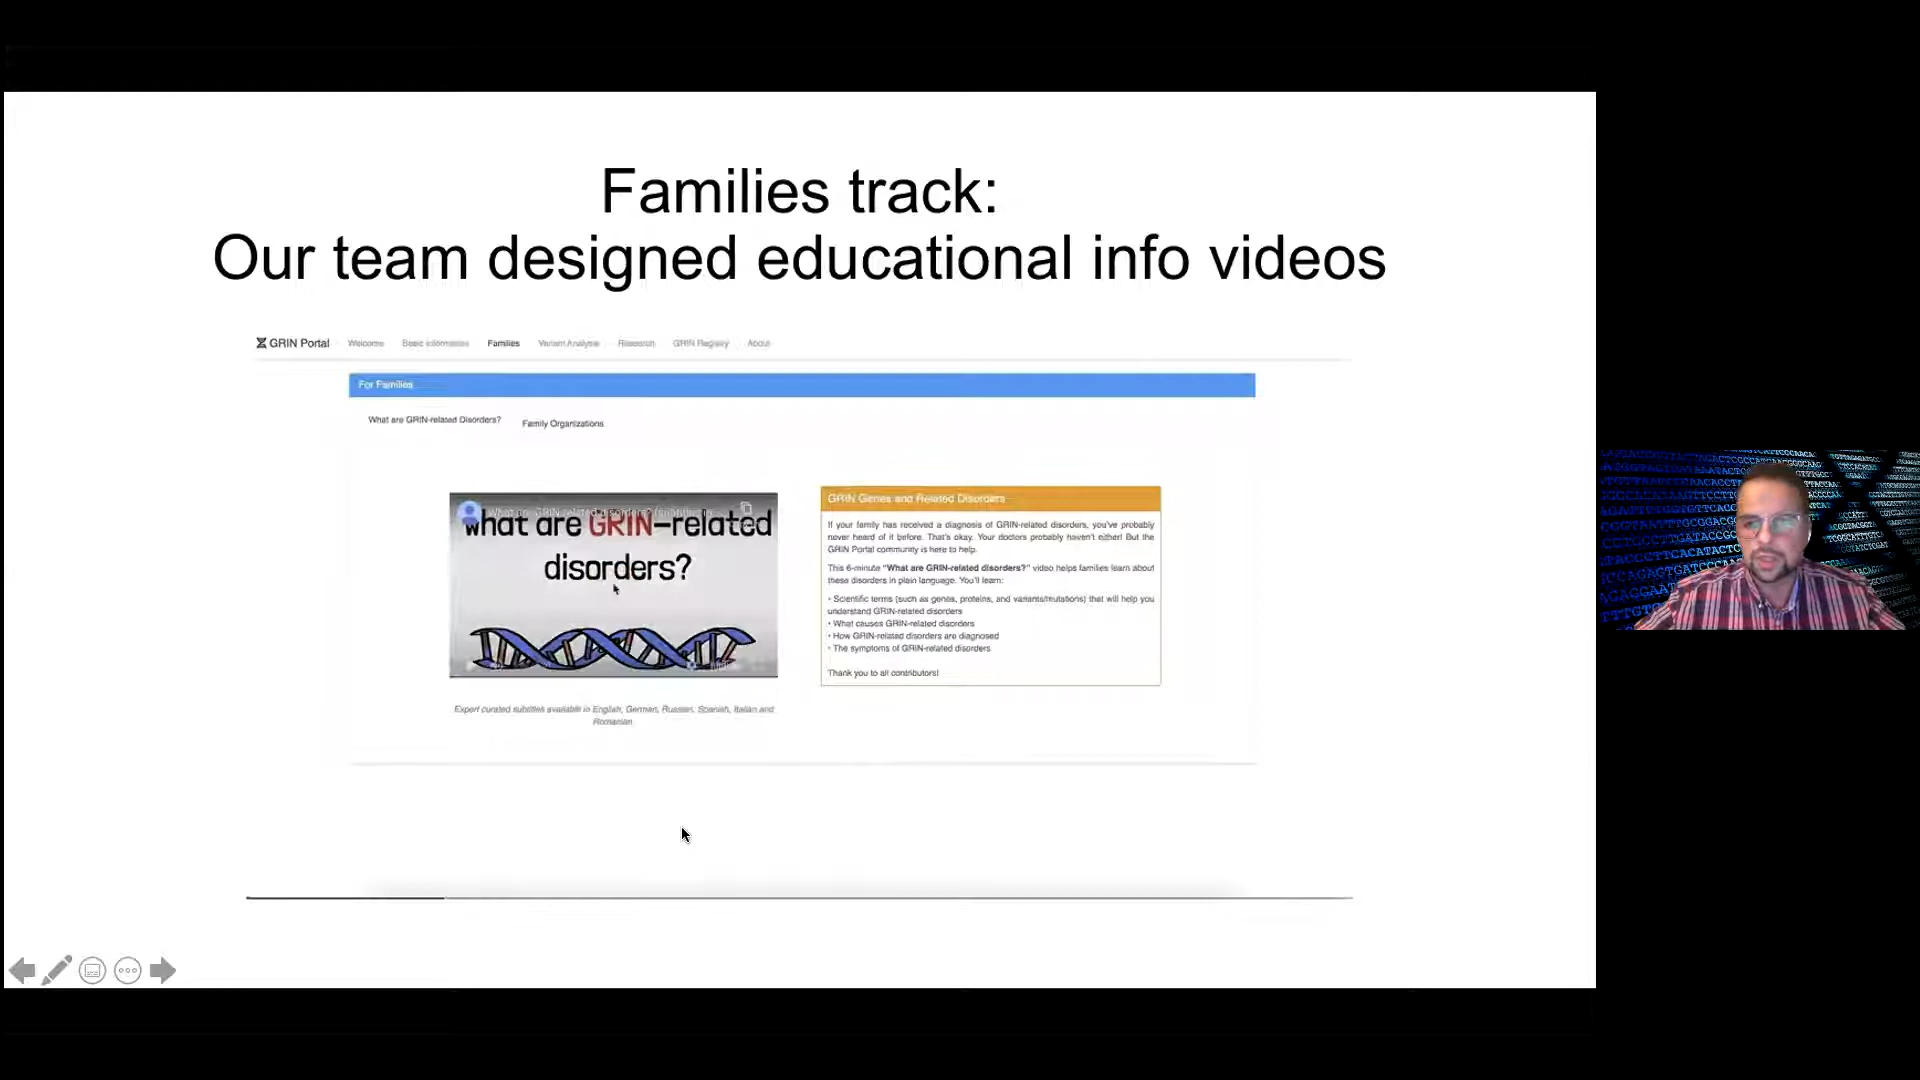 Families track:
Our team designed educational info videos
GRIN Portal Welcome Basic Information Families Variant Analysis Research GRIN Registry About
For Families
What are GRIN-related Disorders? Family Organizations
What are GRIN-related
disorders?
Expert curated subtitles available in English, German, Russian, Spanish, Italian and
Romanian
GRIN Genes and Related Disorders
If your family has received a diagnosis of GRIN-related disorders, you've probably
never heard of it before. That's okay. Your doctors probably haven't either! But the
GRIN Portal community is here to help.
This 6-minute "What are GRIN-related disorders?" video helps families learn about
these disorders in plain language. You'll learn:
• Scientific terms (such as genes, proteins, and variants/mutations) that will help you
understand GRIN-related disorders
• What causes GRIN-related disorders
• How GRIN-related disorders are diagnosed
• The symptoms of GRIN-related disorders
Thank you to all contributors!